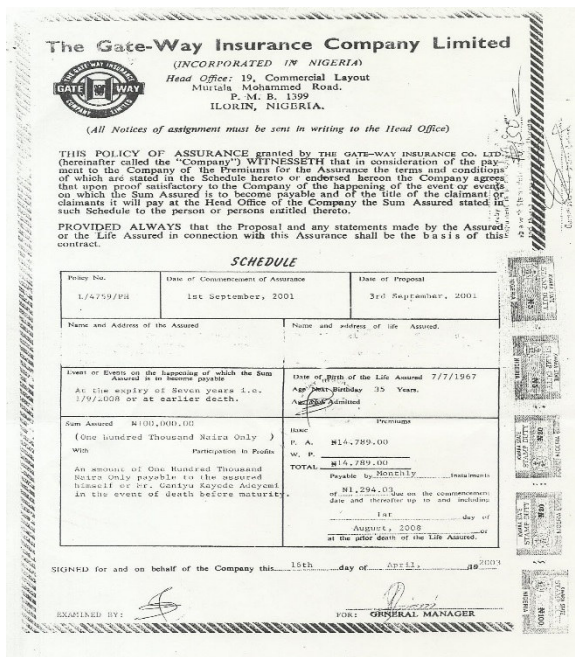 The Gate-Way Insurance Company Limited
(INCORPORATED IN NIGERIA)
THE GATE-WAY INSURANCE
GATE WAY
COMPANY LIMITED
Head Office: 19, Commercial Layout
Murtala Mohammed Road.
P. M. B. 1399
ILORIN, NIGERIA.
(All Notices of assignment must be sent in writing to the Head Office)
THIS POLICY OF ASSURANCE granted by THE GATE-WAY INSURANCE CO. LTD.
(hereinafter called the "Company") WITNESSETH that in consideration of the pay-
ment to the Company of the Premiums for the Assurance the terms and conditions
of which are stated in the Schedule hereto or endorsed hereon the Company agrees
that upon proof satisfactory to the Company of the happening of the event or events
on which the Sum Assured is to become payable and of the title of the claimant or
claimants it will pay at the Head Office of the Company the Sum Assured stated in
such Schedule to the person or persons entitled thereto.
PROVIDED ALWAYS that the Proposal and any statements made by the Assured
or the Life Assured in connection with this Assurance shall be the basis of this
contract.
SCHEDULE
Policy No.
L/4759/PH
Date of Commencement of Assurance
1st September, 2001
Date of Proposal
3rd September, 2001
Name and Address of the Assured
Name and address of life Assured.
Event or Events on the happening of which the Sum
Assured is to become payable
At the expiry of Seven years i.e.
1/9/2008 or at earlier death.
Date of Birth of the Life Assured 7/7/1967
Age Next Birthday 35 Years.
Age Admitted
Sum Assured ₦100,000.00
(One Hundred Thousand Naira Only )
With Participation in Profits
An amount of One Hundred Thousand
Naira Only payable to the assured
himself or Mr. Ganiyu Kayode Adeyemi
in the event of death before maturity.
Premiums
Basic
P. A. ₦14,789.00
W. P.
TOTAL ₦14,789.00
Payable by Monthly Instalments
of ₦1,294.03 due on the commencement
date and thereafter up to and including
1st day of
August, 2008 or
at the prior death of the Life Assured.
SIGNED for and on behalf of the Company this 16th day of April, 2003
EXAMINED BY:
FOR: GENERAL MANAGER
STAMP DUTY
NIGERIA